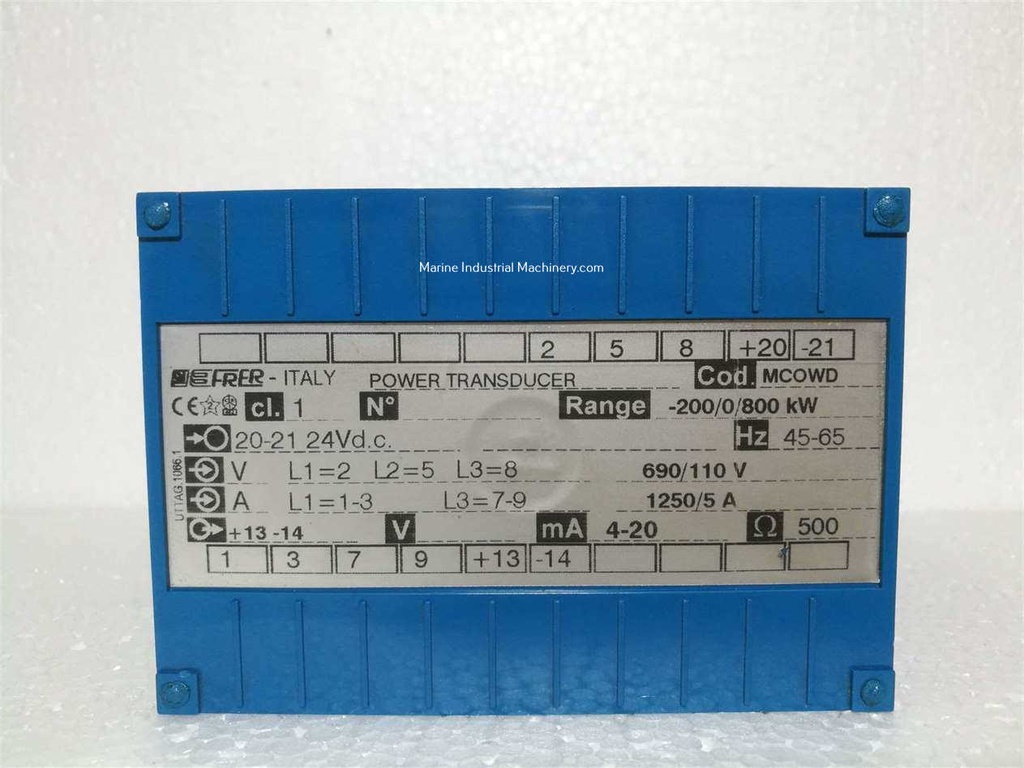 Marine Industrial Machinery.com
2 5 8 +20 -21
FRER - ITALY POWER TRANSDUCER Cod. MCOWD
CE cl. 1 N° Range -200/0/800 kW
20-21 24Vd.c. Hz 45-65
V L1=2 L2=5 L3=8 690/110 V
A L1=1-3 L3=7-9 1250/5 A
+13 -14 V mA 4-20 Ω 500
1 3 7 9 +13 -14
UTTAG.1066.1